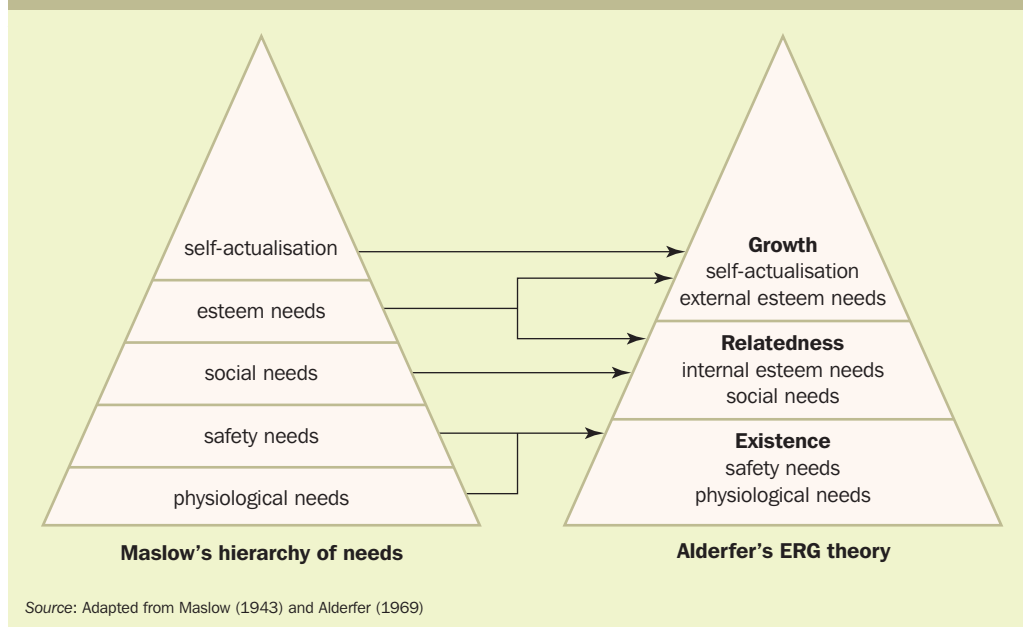 self-actualisation
esteem needs
social needs
safety needs
physiological needs
Maslow's hierarchy of needs
Growth
self-actualisation
external esteem needs
Relatedness
internal esteem needs
social needs
Existence
safety needs
physiological needs
Alderfer's ERG theory
Source: Adapted from Maslow (1943) and Alderfer (1969)